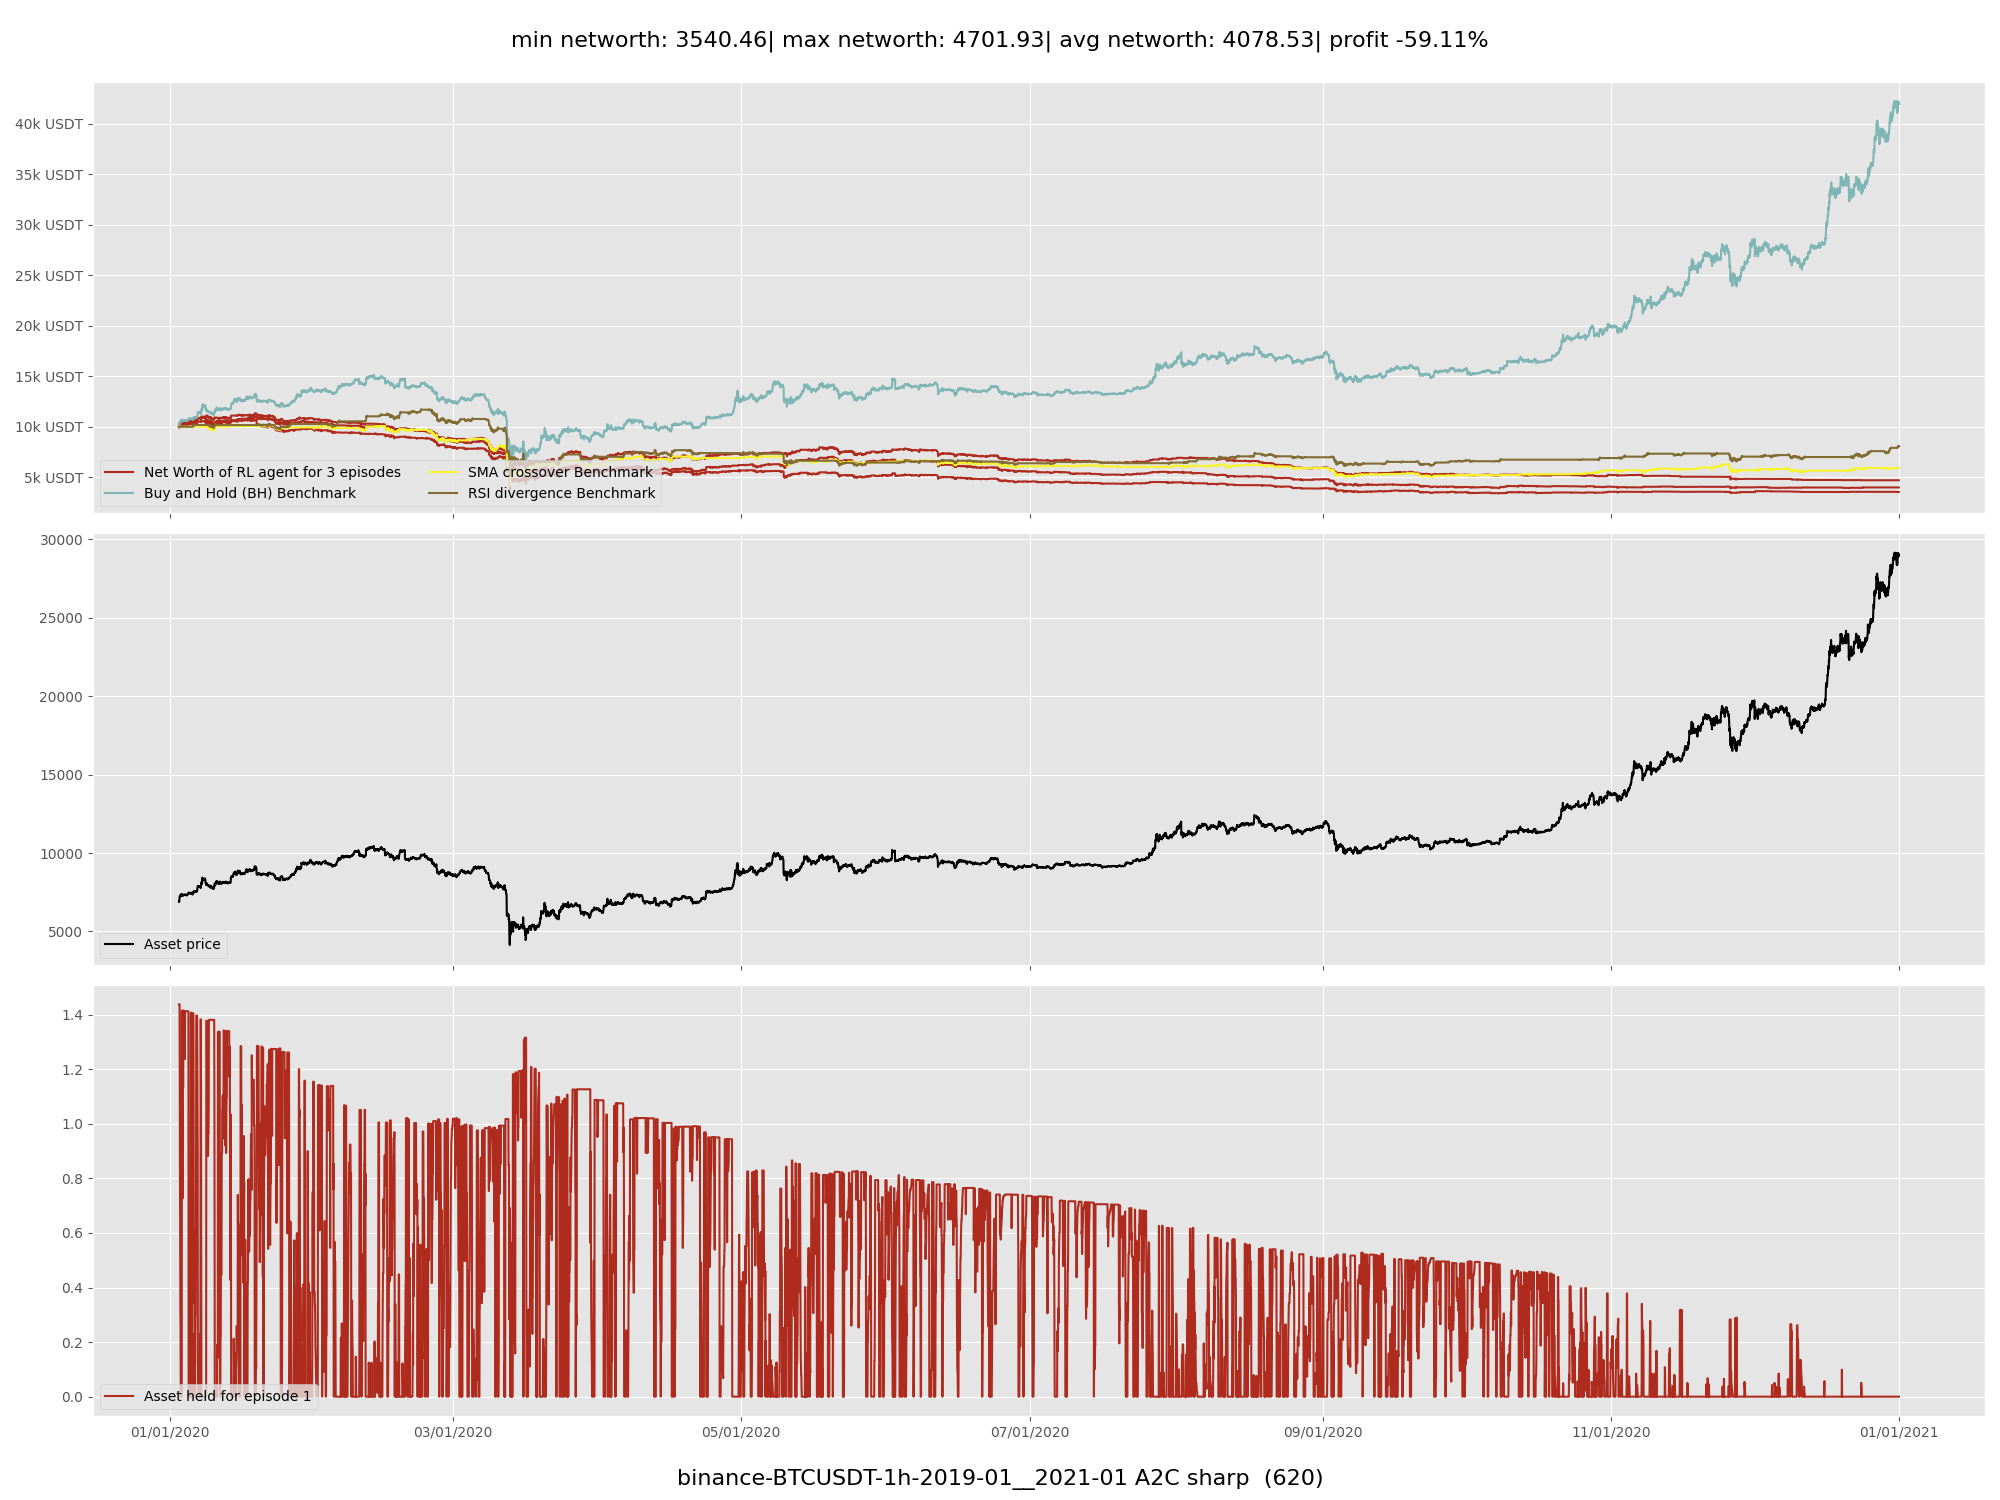 min networth: 3540.46| max networth: 4701.93| avg networth: 4078.53| profit -59.11%
40k USDT
35k USDT
30k USDT
25k USDT
20k USDT
15k USDT
10k USDT
5k USDT
Net Worth of RL agent for 3 episodes
Buy and Hold (BH) Benchmark
SMA crossover Benchmark
RSI divergence Benchmark
30000
25000
20000
15000
10000
5000
Asset price
1.4
1.2
1.0
0.8
0.6
0.4
0.2
0.0
Asset held for episode 1
01/01/2020 03/01/2020 05/01/2020 07/01/2020 09/01/2020 11/01/2020 01/01/2021
binance-BTCUSDT-1h-2019-01__2021-01 A2C sharp  (620)